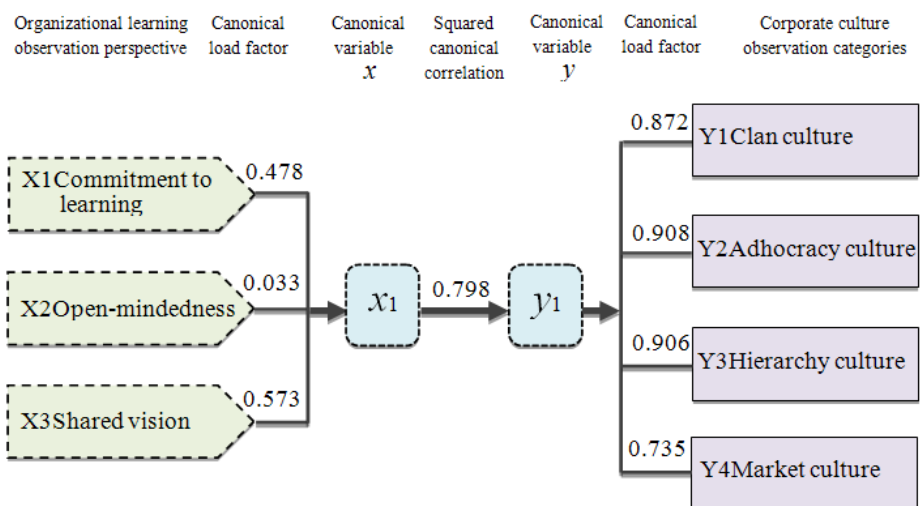 Organizational learning observation perspective
Canonical load factor
Canonical variable x
Squared canonical correlation
Canonical variable y
Canonical load factor
Corporate culture observation categories
X1Commitment to
learning
0.478
X2Open-mindedness
0.033
X3Shared vision
0.573
x1
0.798
y1
0.872
Y1Clan culture
0.908
Y2Adhocracy culture
0.906
Y3Hierarchy culture
0.735
Y4Market culture